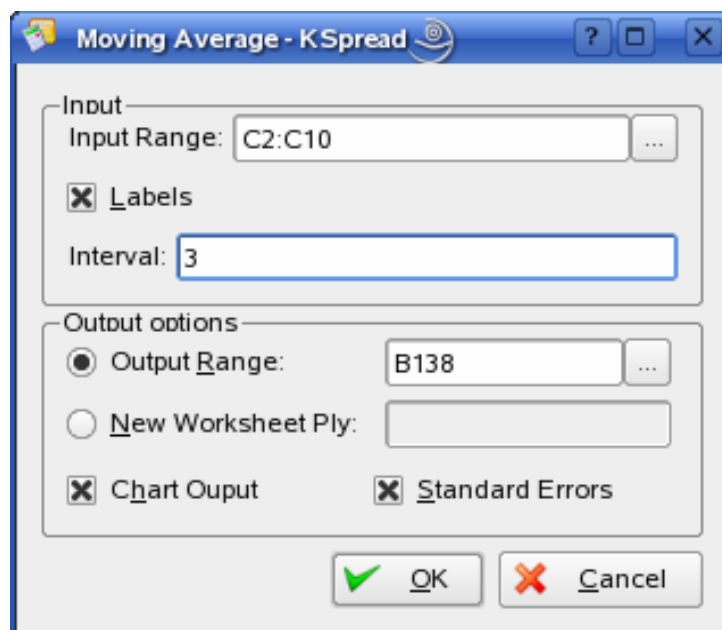 Moving Average - KSpread
Input
Input Range: C2:C10 ...
Labels
Interval: 3
Output options
Output Range: B138 ...
New Worksheet Ply:
Chart Ouput Standard Errors
OK Cancel